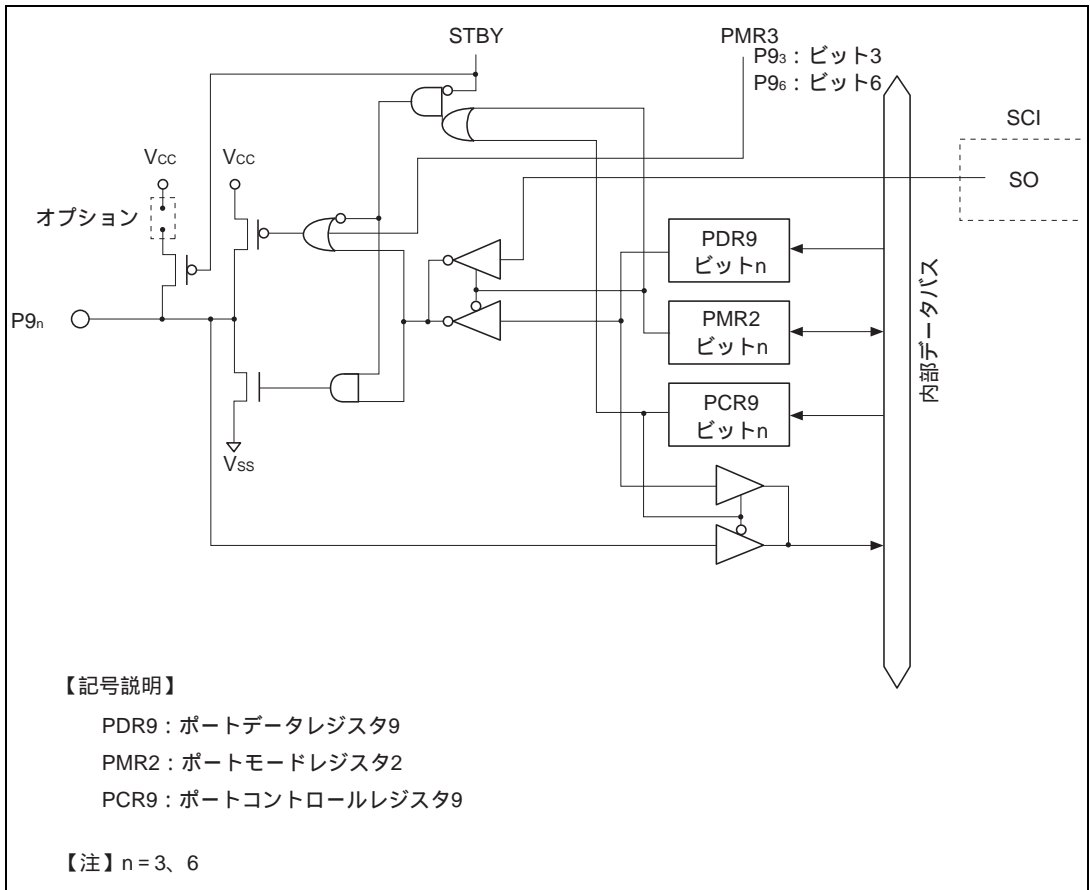 STBY
PMR3
P93：ビット3
P96：ビット6
SCI
SO
VCC
VCC
オプション
PDR9
ビットn
PMR2
ビットn
PCR9
ビットn
内部データバス
P9n
VSS
【記号説明】
PDR9：ポートデータレジスタ9
PMR2：ポートモードレジスタ2
PCR9：ポートコントロールレジスタ9
【注】n = 3、6